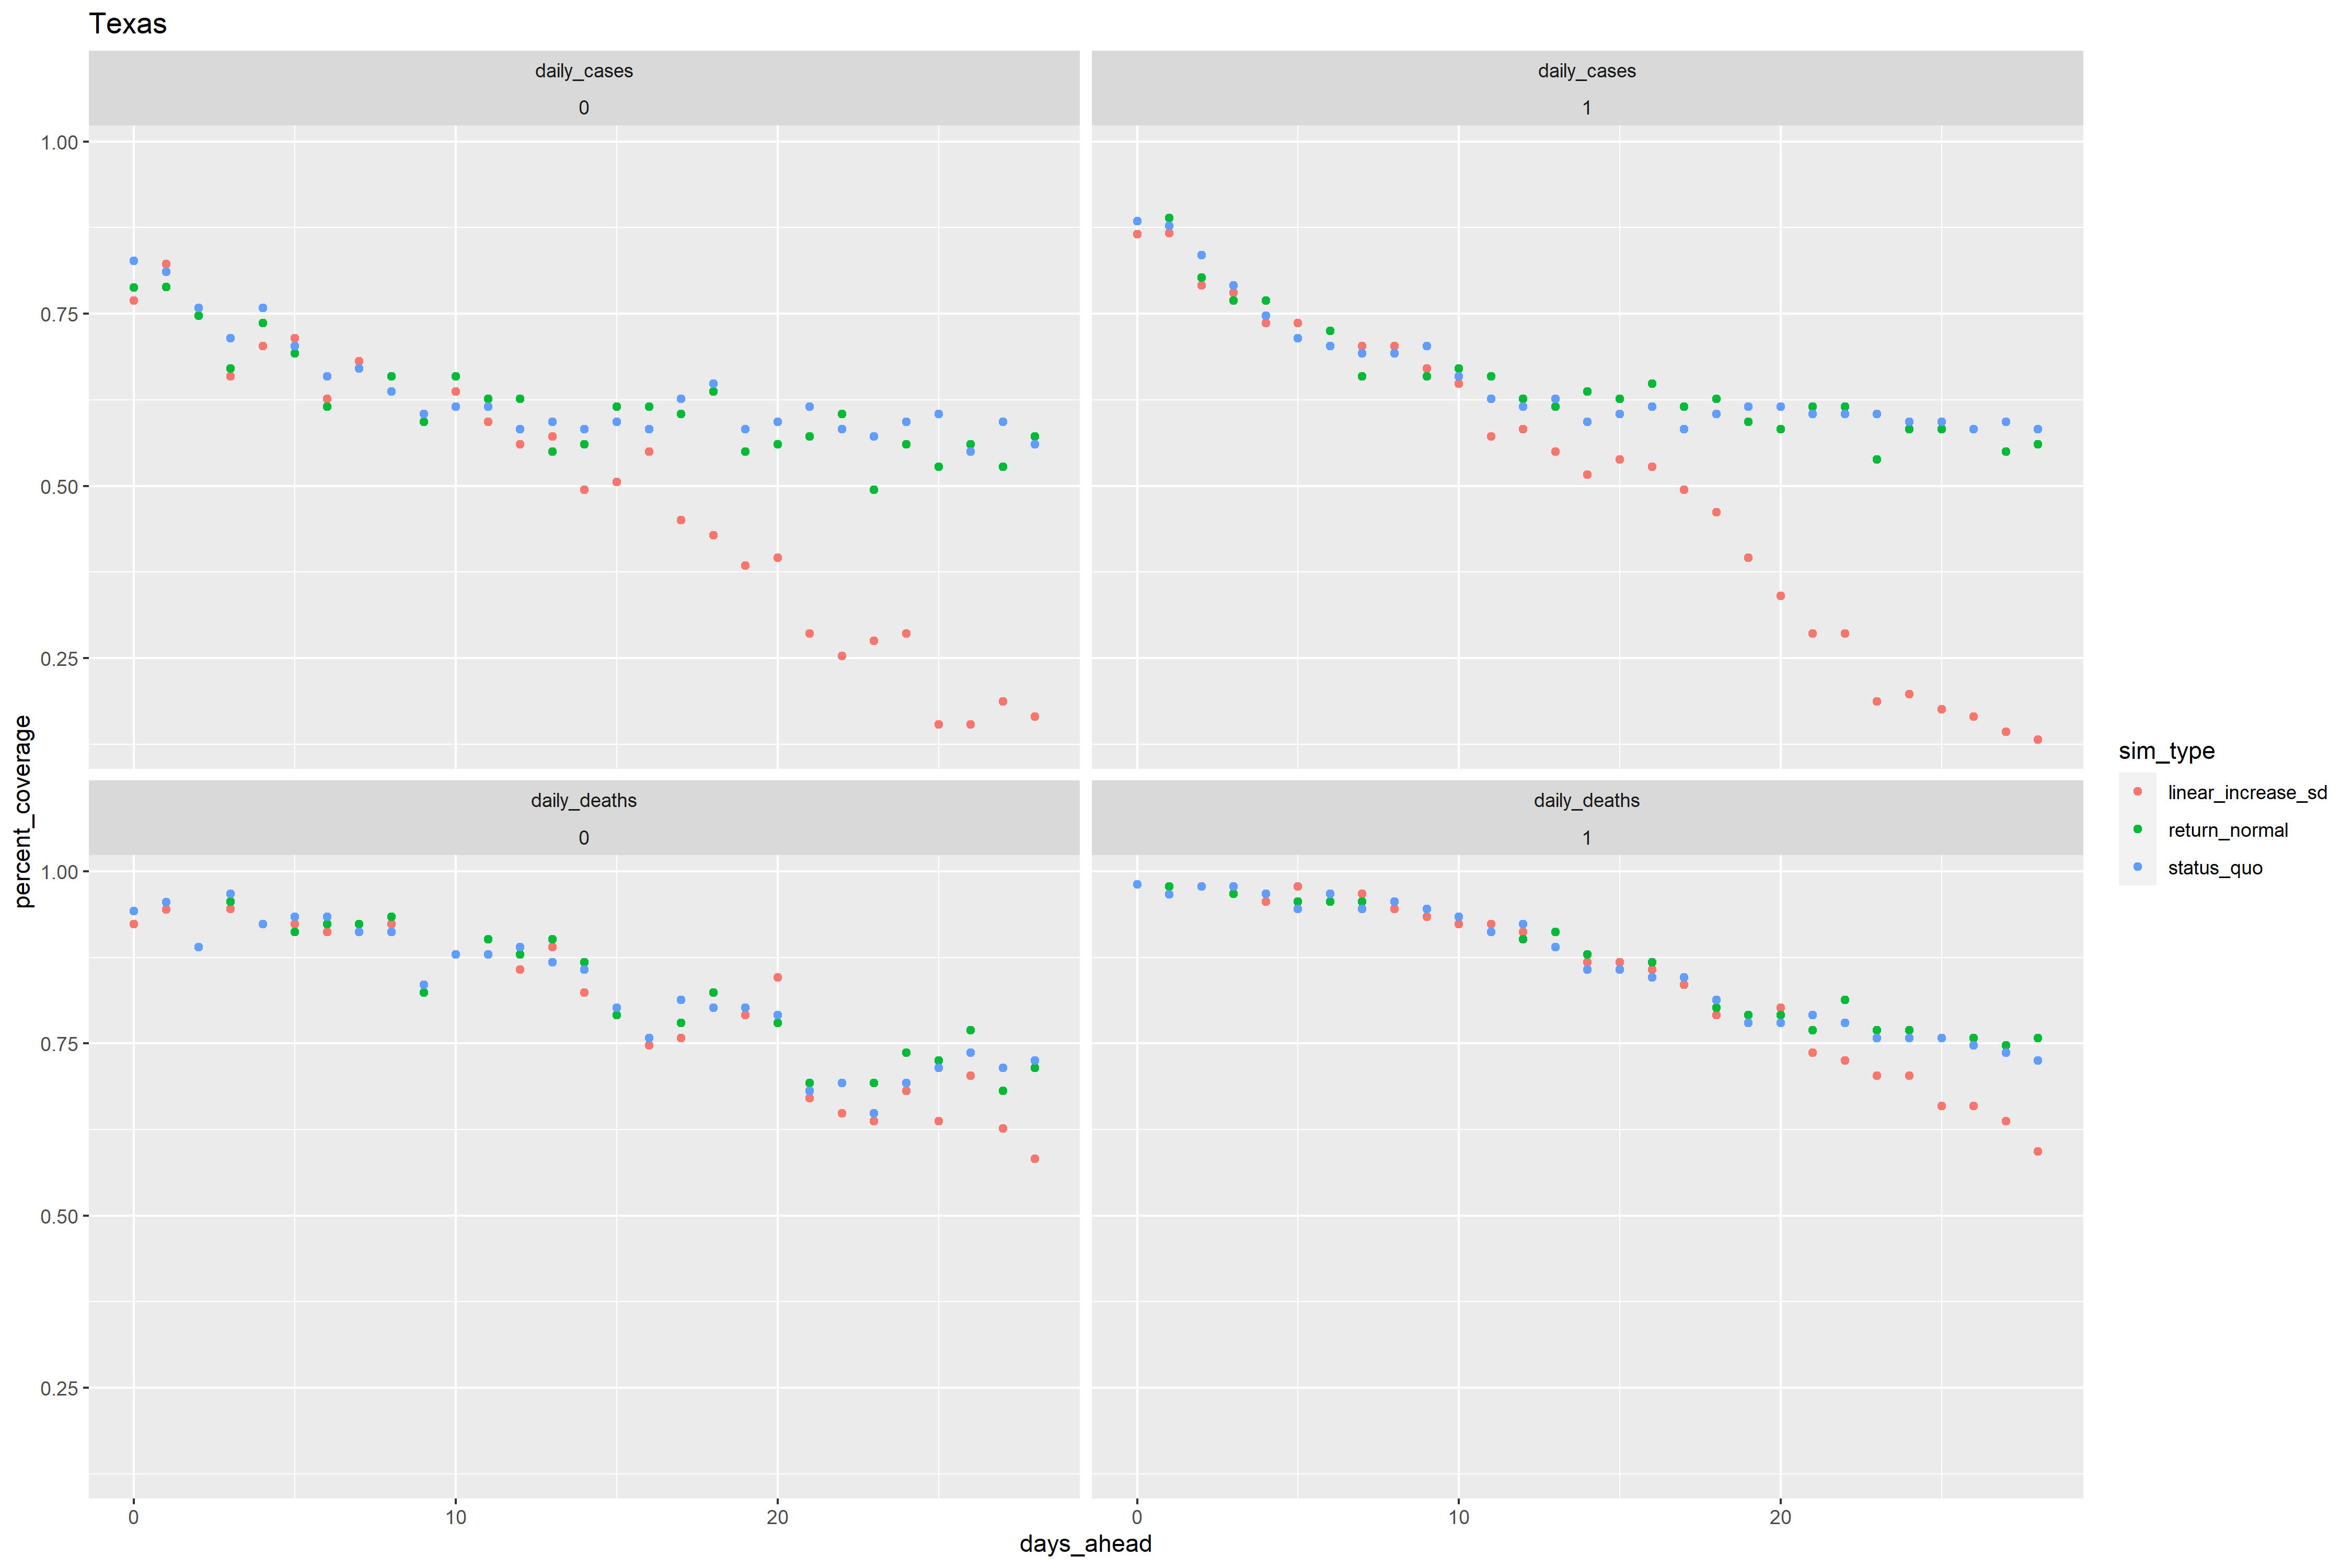 Texas
daily_cases
0
daily_cases
1
1.00
0.75
0.50
0.25
daily_deaths
0
daily_deaths
1
1.00
0.75
0.50
0.25
0
10
20
0
10
20
days_ahead
percent_coverage
sim_type
linear_increase_sd
return_normal
status_quo